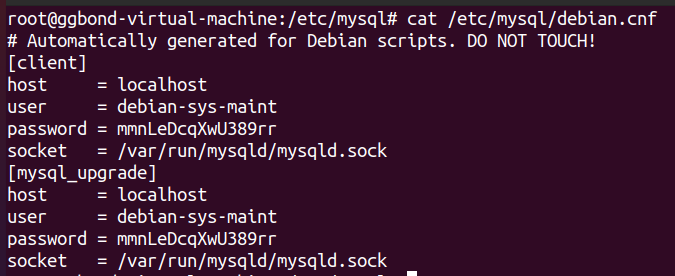 root@ggbond-virtual-machine:/etc/mysql# cat /etc/mysql/debian.cnf
# Automatically generated for Debian scripts. DO NOT TOUCH!
[client]
host     = localhost
user     = debian-sys-maint
password = mmnLeDcqXwU389rr
socket   = /var/run/mysqld/mysqld.sock
[mysql_upgrade]
host     = localhost
user     = debian-sys-maint
password = mmnLeDcqXwU389rr
socket   = /var/run/mysqld/mysqld.sock